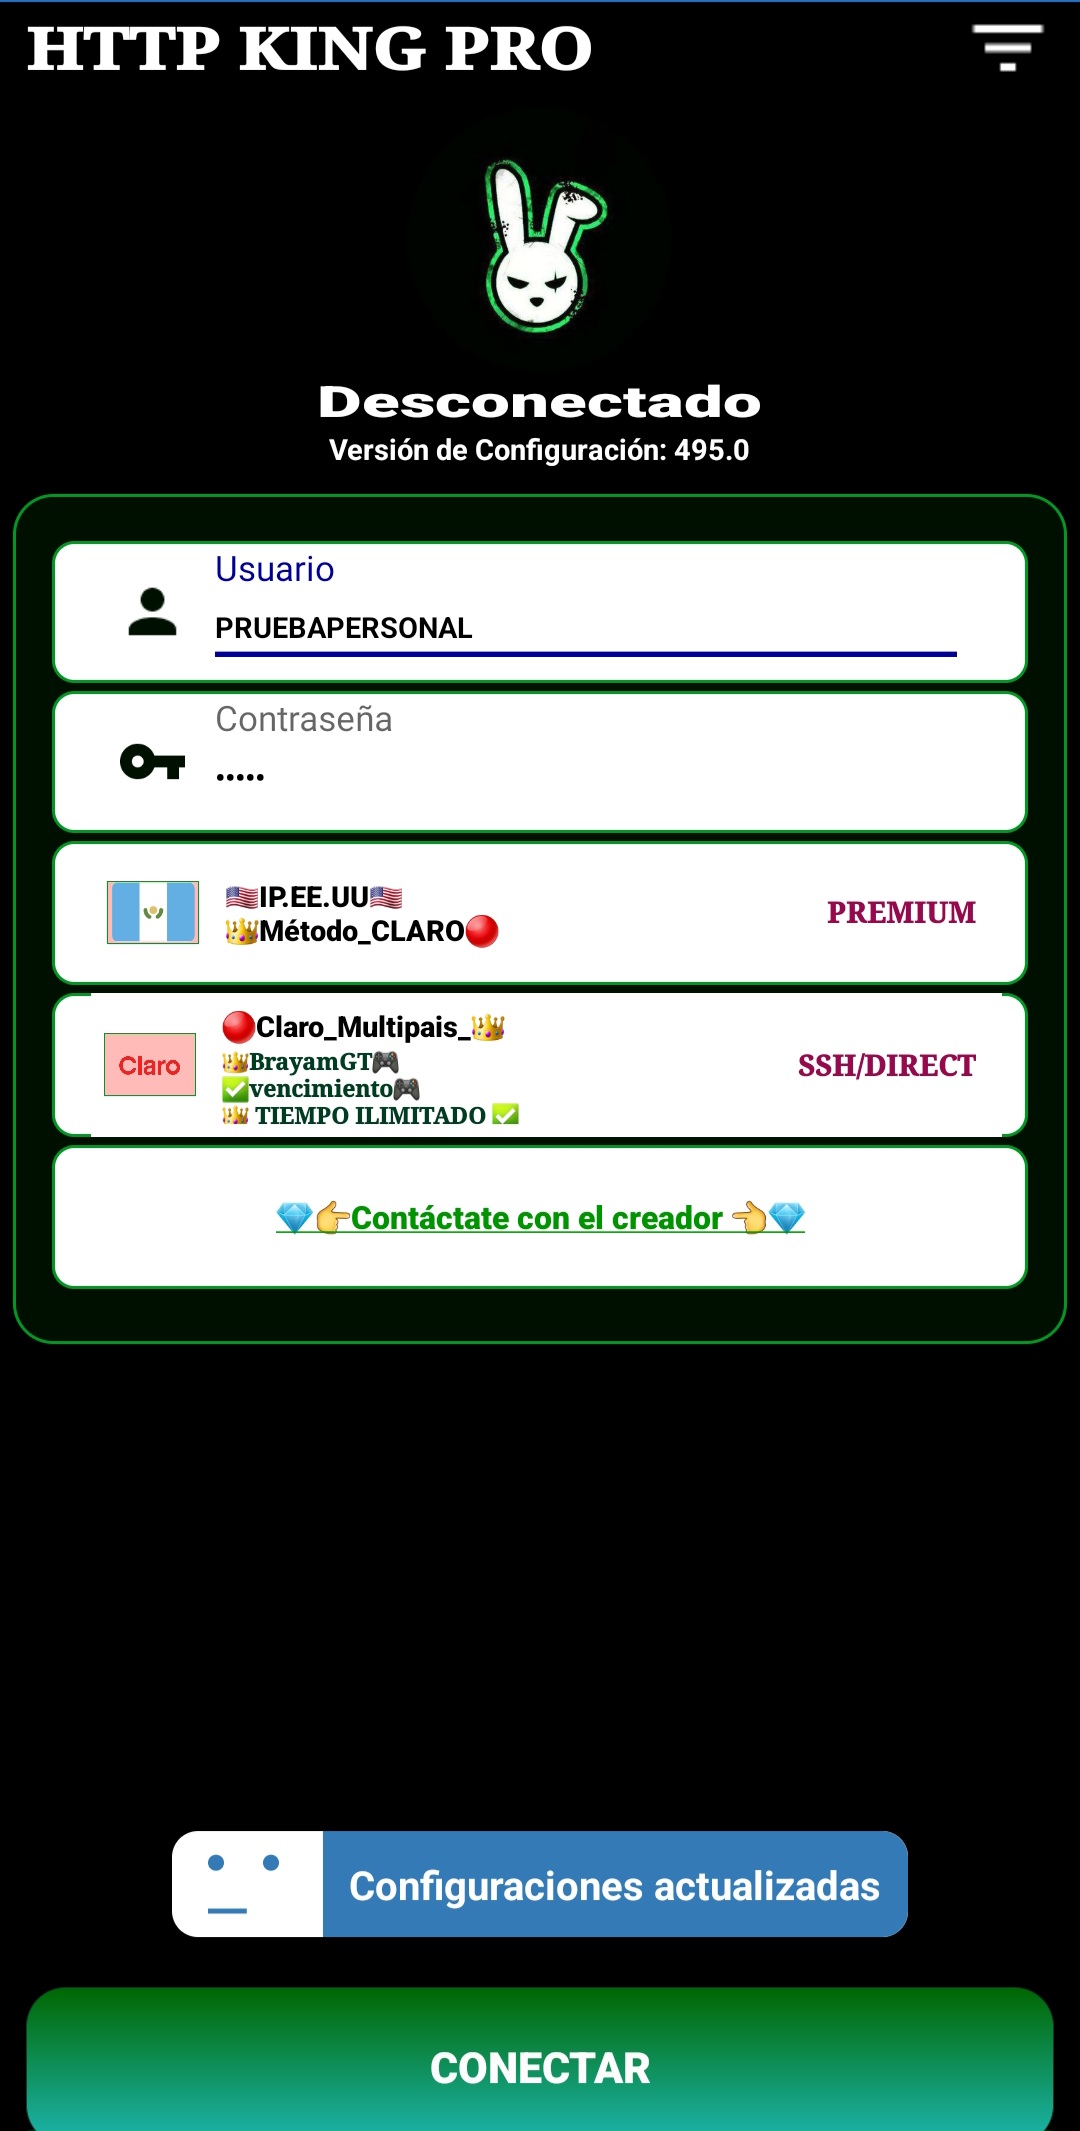 HTTP KING PRO
Desconectado
Versión de Configuración: 495.0
Usuario
PRUEBAPERSONAL
Contraseña
•••••
🇺🇸IP.EE.UU🇺🇸
👑Método_CLARO🔴
PREMIUM
Claro
🔴Claro_Multipais_👑
👑BrayamGT🎮
✅vencimiento🎮
👑 TIEMPO ILIMITADO ✅
SSH/DIRECT
💎👉Contáctate con el creador 👈💎
Configuraciones actualizadas
CONECTAR